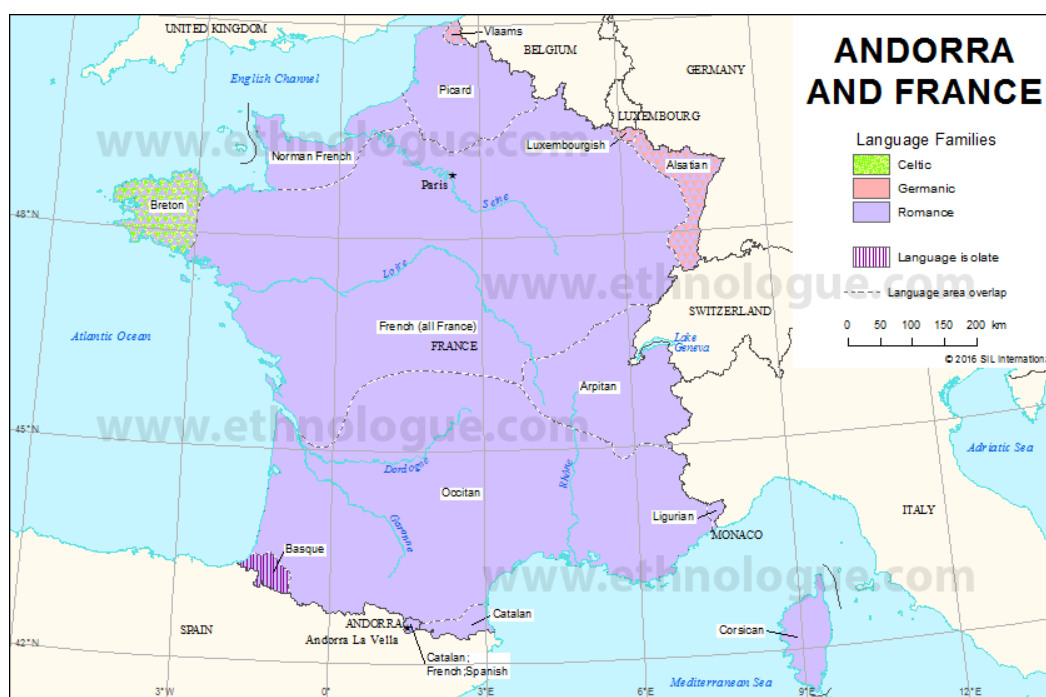 UNITED KINGDOM
Vlaams
BELGIUM
GERMANY
ANDORRA
AND FRANCE
English Channel
Picard
LUXEMBOURG
Language Families
Celtic
Germanic
Romance
Language isolate
Language area overlap
0 50 100 150 200 km
© 2016 SIL Internationa
www.ethnologue.com
Norman French
Luxembourgish
Alsatian
Paris
Breton
Seine
48°N
Loire
www.ethnologue.com
SWITZERLAND
Atlantic Ocean
French (all France)
FRANCE
Lake
Geneva
Arpitan
www.ethnologue.com
45°N
Adriatic Sea
Dordogne
Rhône
Occitan
Garonne
Ligurian
ITALY
MONACO
Basque
www.ethnologue.com
Catalan
SPAIN
ANDORRA
Andorra La Vella
Corsican
42°N
Catalan;
French;Spanish
Mediterranean Sea
3°W
0°
3°E
6°E
9°E
12°E